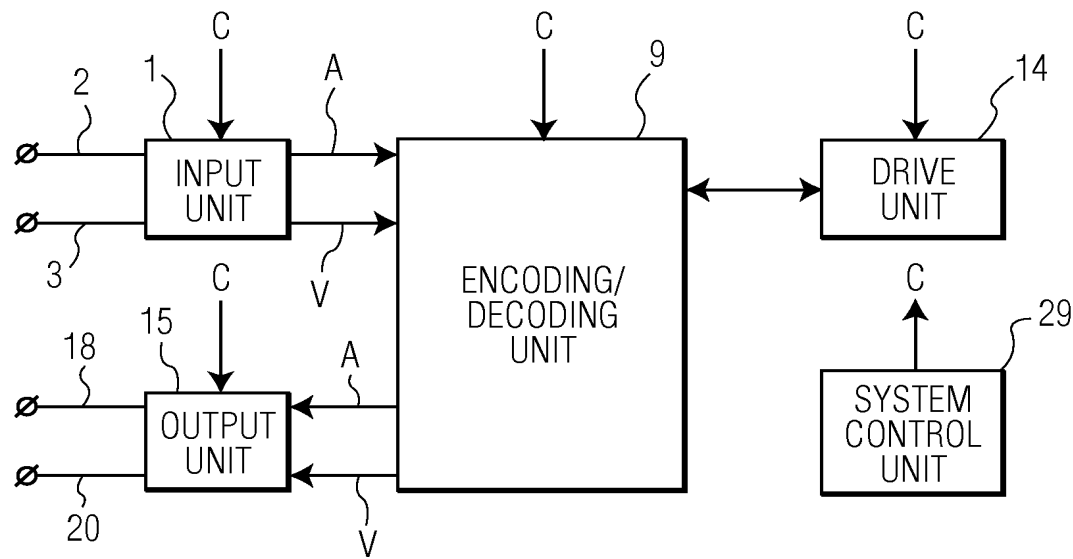 C
C
C
2
1
A
9
14
INPUT
UNIT
DRIVE
UNIT
3
V
ENCODING/
DECODING
UNIT
C
C
18
15
A
29
OUTPUT
UNIT
SYSTEM
CONTROL
UNIT
20
V